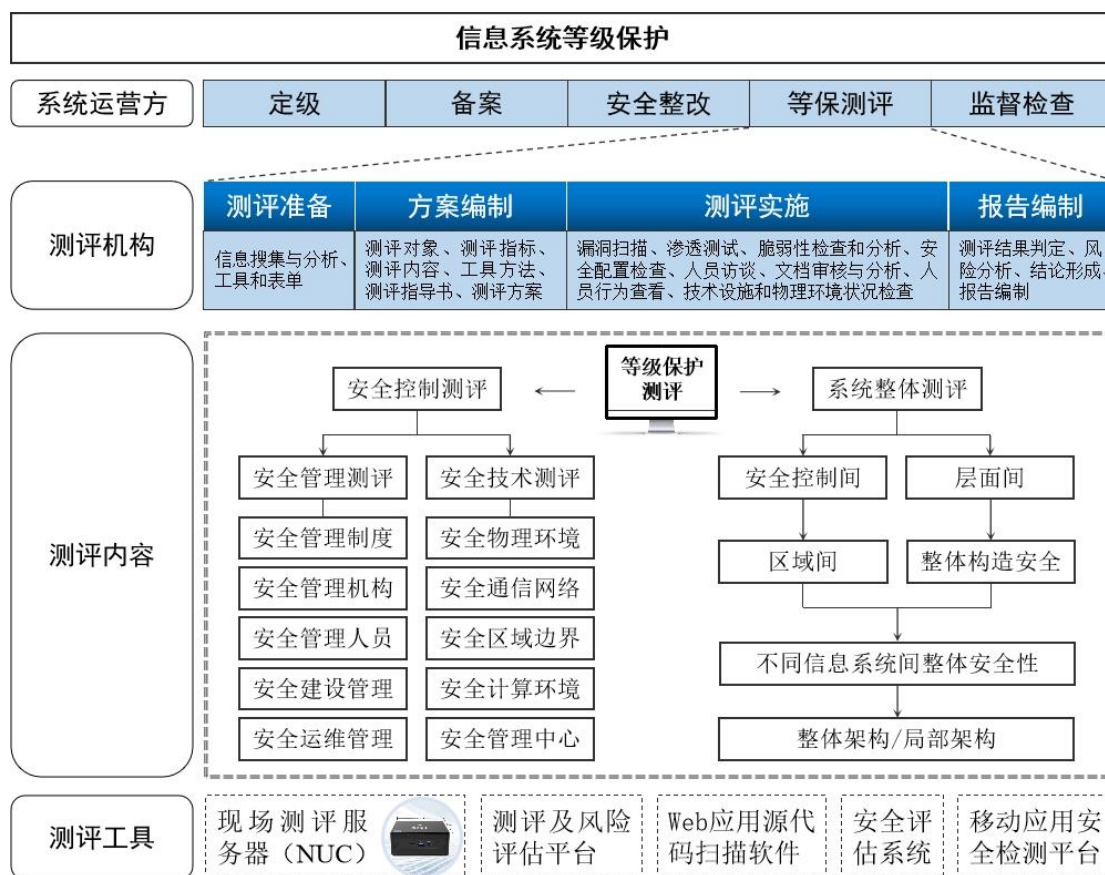 信息系统等级保护
系统运营方
定级
备案
安全整改
等保测评
监督检查
测评机构
测评准备
方案编制
测评实施
报告编制
信息搜集与分析、
工具和表单
测评对象、测评指标、
测评内容、工具方法、
测评指导书、测评方案
漏洞扫描、渗透测试、脆弱性检查和分析、安
全配置检查、人员访谈、文档审核与分析、人
员行为查看、技术设施和物理环境状况检查
测评结果判定、风
险分析、结论形成、
报告编制
测评内容
等级保护
测评
安全控制测评
系统整体测评
安全管理测评
安全技术测评
安全控制间
层面间
安全管理制度
安全物理环境
区域间
整体构造安全
安全管理机构
安全通信网络
安全管理人员
安全区域边界
不同信息系统间整体安全性
安全建设管理
安全计算环境
安全运维管理
安全管理中心
整体架构/局部架构
测评工具
现场测评服
务器（NUC）
测评及风险
评估平台
Web应用源代
码扫描软件
安全评
估系统
移动应用安
全检测平台